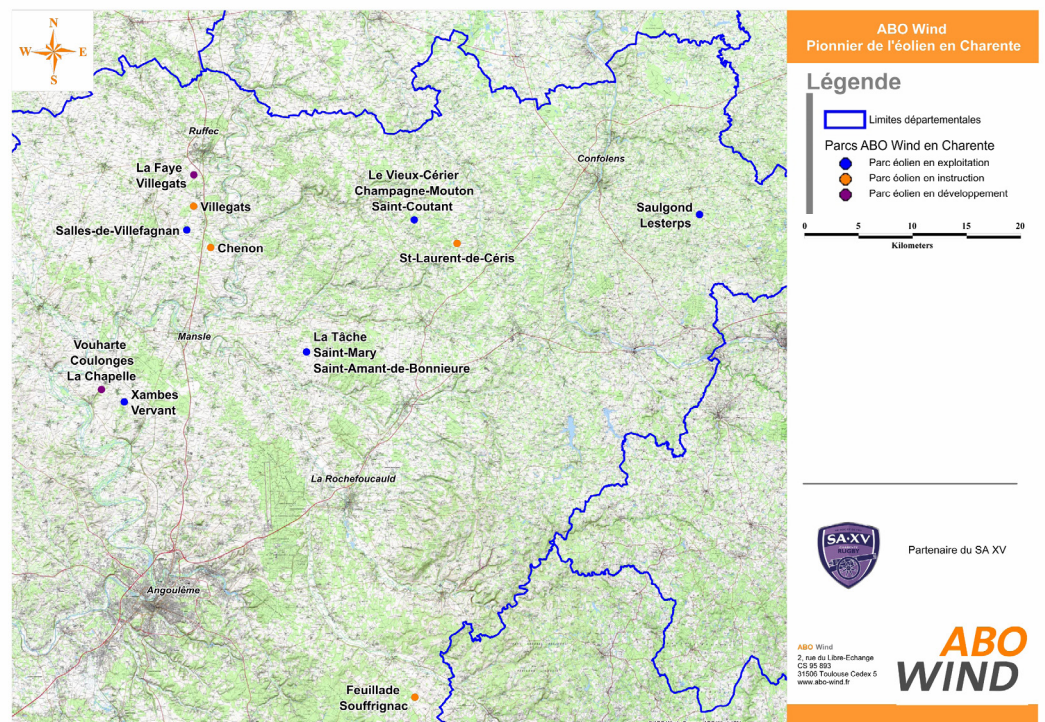 N
W
E
S
Ruffec
La Faye
Villegats
Villegats
Salles-de-Villefagnan
Chenon
Le Vieux-Cérier
Champagne-Mouton
Saint-Coutant
St-Laurent-de-Céris
Confolens
Saulgond
Lesterps
Mansle
Vouharte
Coulonges
La Chapelle
Xambes
Vervant
La Tâche
Saint-Mary
Saint-Amant-de-Bonnieure
La Rochefoucauld
Angoulême
Feuillade
Souffrignac
ABO Wind
Pionnier de l'éolien en Charente
Légende
Limites départementales
Parcs ABO Wind en Charente
Parc éolien en exploitation
Parc éolien en instruction
Parc éolien en développement
0 5 10 15 20
Kilometers
SA·XV
RUGBY
Partenaire du SA XV
ABO Wind
2, rue du Libre-Echange
CS 95 893
31506 Toulouse Cedex 5
www.abo-wind.fr
ABO
WIND